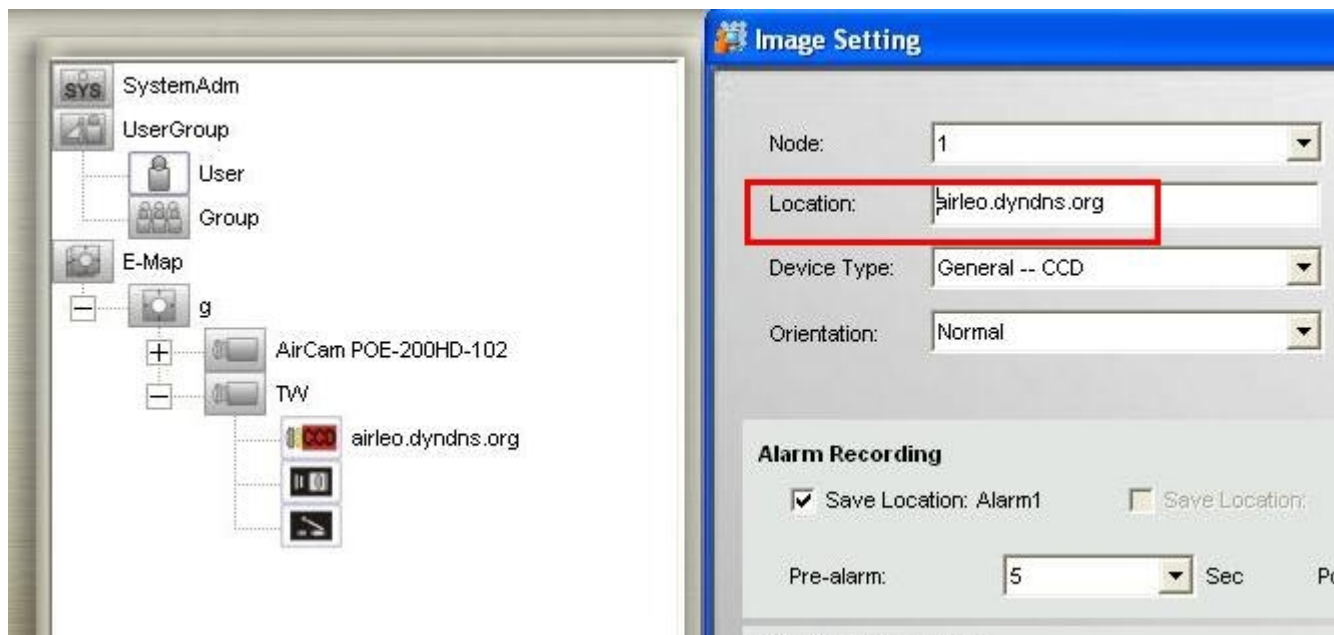 SYS SystemAdm
UserGroup
User
Group
E-Map
g
AirCam POE-200HD-102
TVV
CCD airleo.dyndns.org
Image Setting
Node: 1
Location: airleo.dyndns.org
Device Type: General -- CCD
Orientation: Normal
Alarm Recording
Save Location: Alarm1 Save Location:
Pre-alarm: 5 Sec